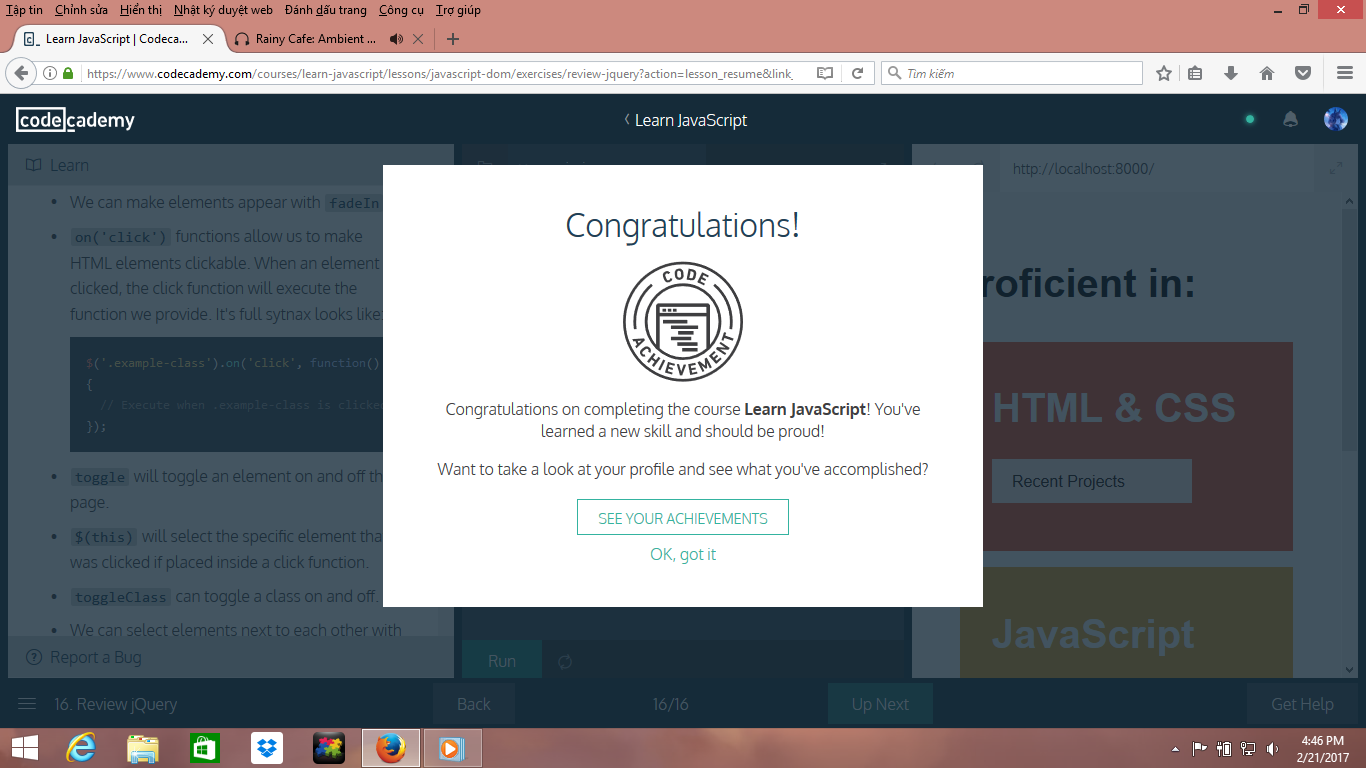 Tập tin Chỉnh sửa Hiển thị Nhật ký duyệt web Đánh dấu trang Công cụ Trợ giúp
Learn JavaScript | Codeca... Rainy Cafe: Ambient ...
https://www.codecademy.com/courses/learn-javascript/lessons/javascript-dom/exercises/review-jquery?action=lesson_resume&link_ Tìm kiếm
codecademy Learn JavaScript
Learn
http://localhost:8000/
We can make elements appear with fadeIn
on('click') functions allow us to make
HTML elements clickable. When an element
clicked, the click function will execute the
function we provide. It's full sytnax looks like
$('.example-class').on('click', function()
{
// Execute when .example-class is clicke
});
toggle will toggle an element on and off th
page.
$(this) will select the specific element tha
was clicked if placed inside a click function.
toggleClass can toggle a class on and off.
We can select elements next to each other with
Report a Bug
Congratulations!
CODE
ACHIEVEMENT
Congratulations on completing the course Learn JavaScript! You've
learned a new skill and should be proud!
Want to take a look at your profile and see what you've accomplished?
SEE YOUR ACHIEVEMENTS
OK, got it
Run
roficient in:
HTML & CSS
Recent Projects
JavaScript
16. Review jQuery Back 16/16 Up Next Get Help
4:46 PM
2/21/2017